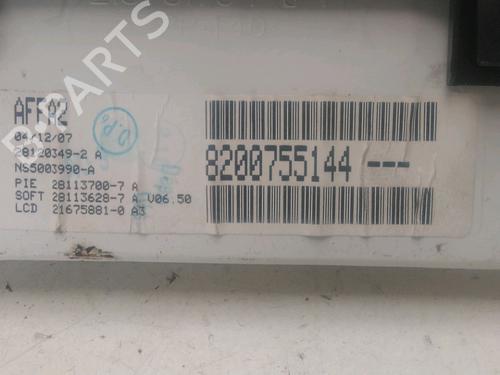 AFFA2
04/12/07
28120349-2 A
NS5003990-A
PIE 28113700-7 A
SOFT 28113628-7 A V06.50
LCD 21675881-0 A3
8200755144 ---
B-PARTS